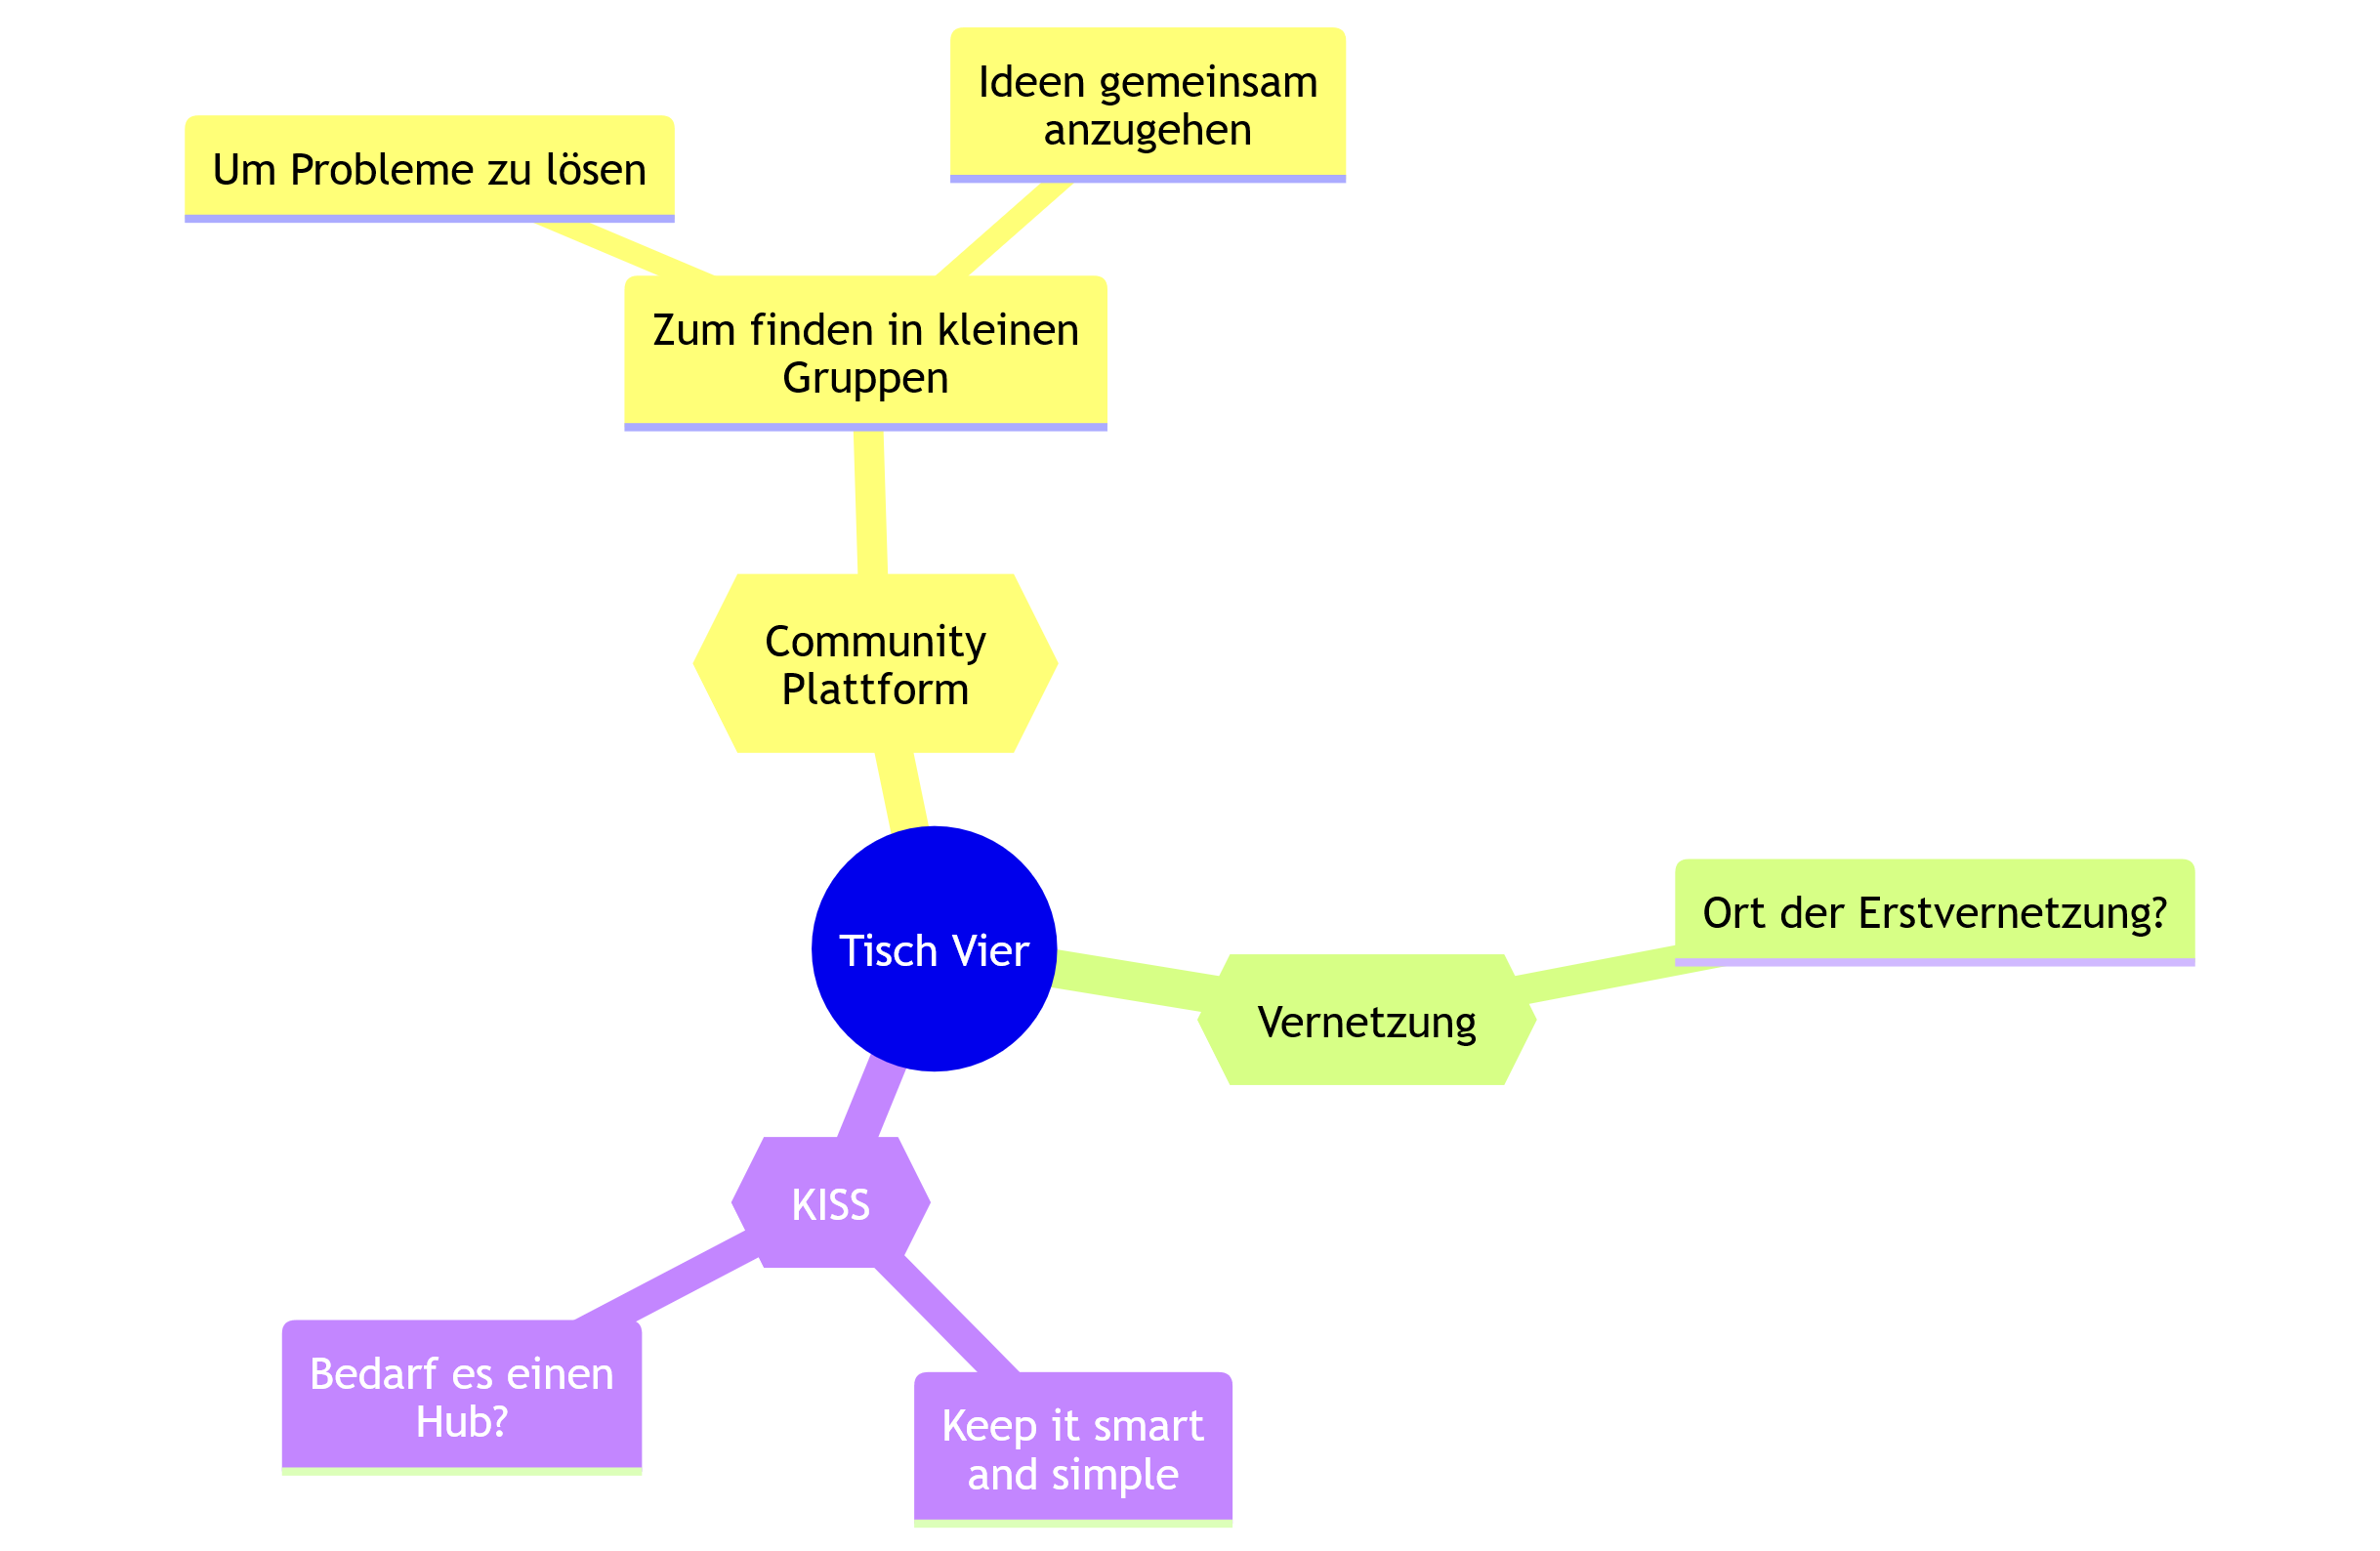 Ideen gemeinsam
anzugehen
Um Probleme zu lösen
Zum finden in kleinen
Gruppen
Community
Plattform
Tisch Vier
Ort der Erstvernetzung?
Vernetzung
KISS
Bedarf es einen
Hub?
Keep it smart
and simple